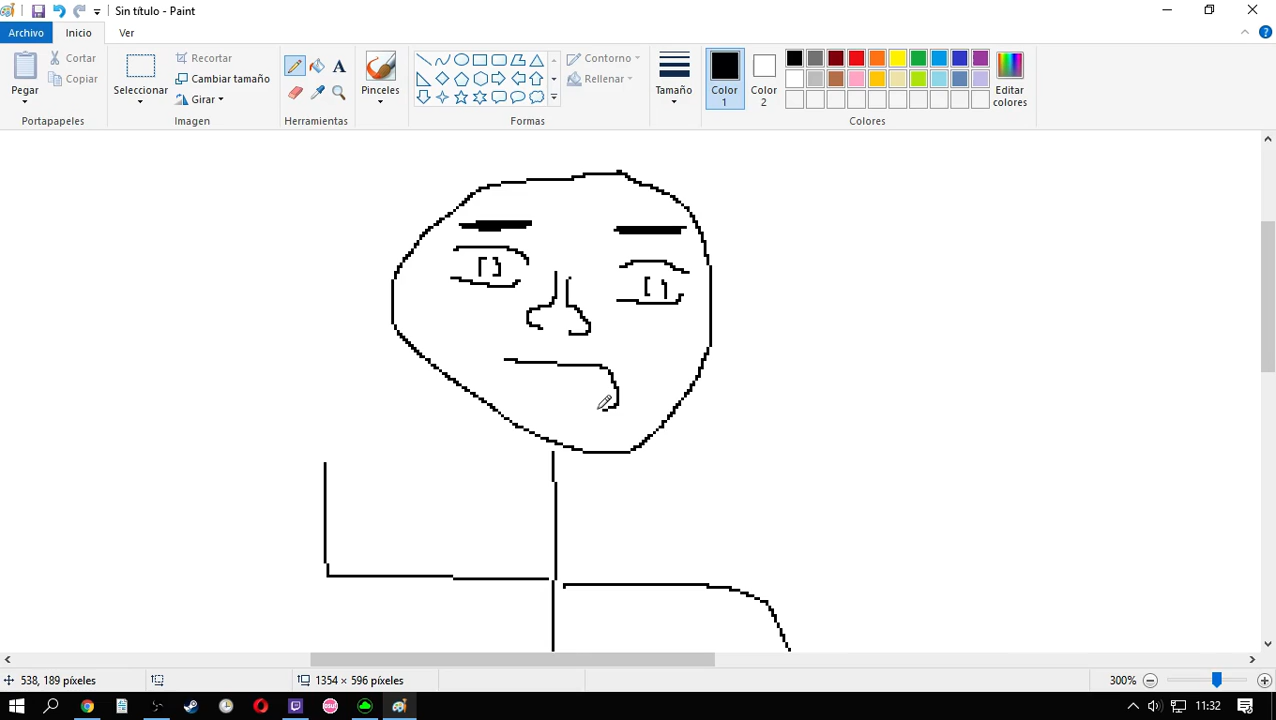 Sin título - Paint
Archivo Inicio Ver
Pegar Cortar Copiar
Seleccionar Recortar Cambiar tamaño Girar
A
Pinceles
Contorno Rellenar
Tamaño
Color 1 Color 2
Editar colores
Portapapeles Imagen Herramientas Formas Colores
538, 189 píxeles 1354 × 596 píxeles 300%
osu! 11:32